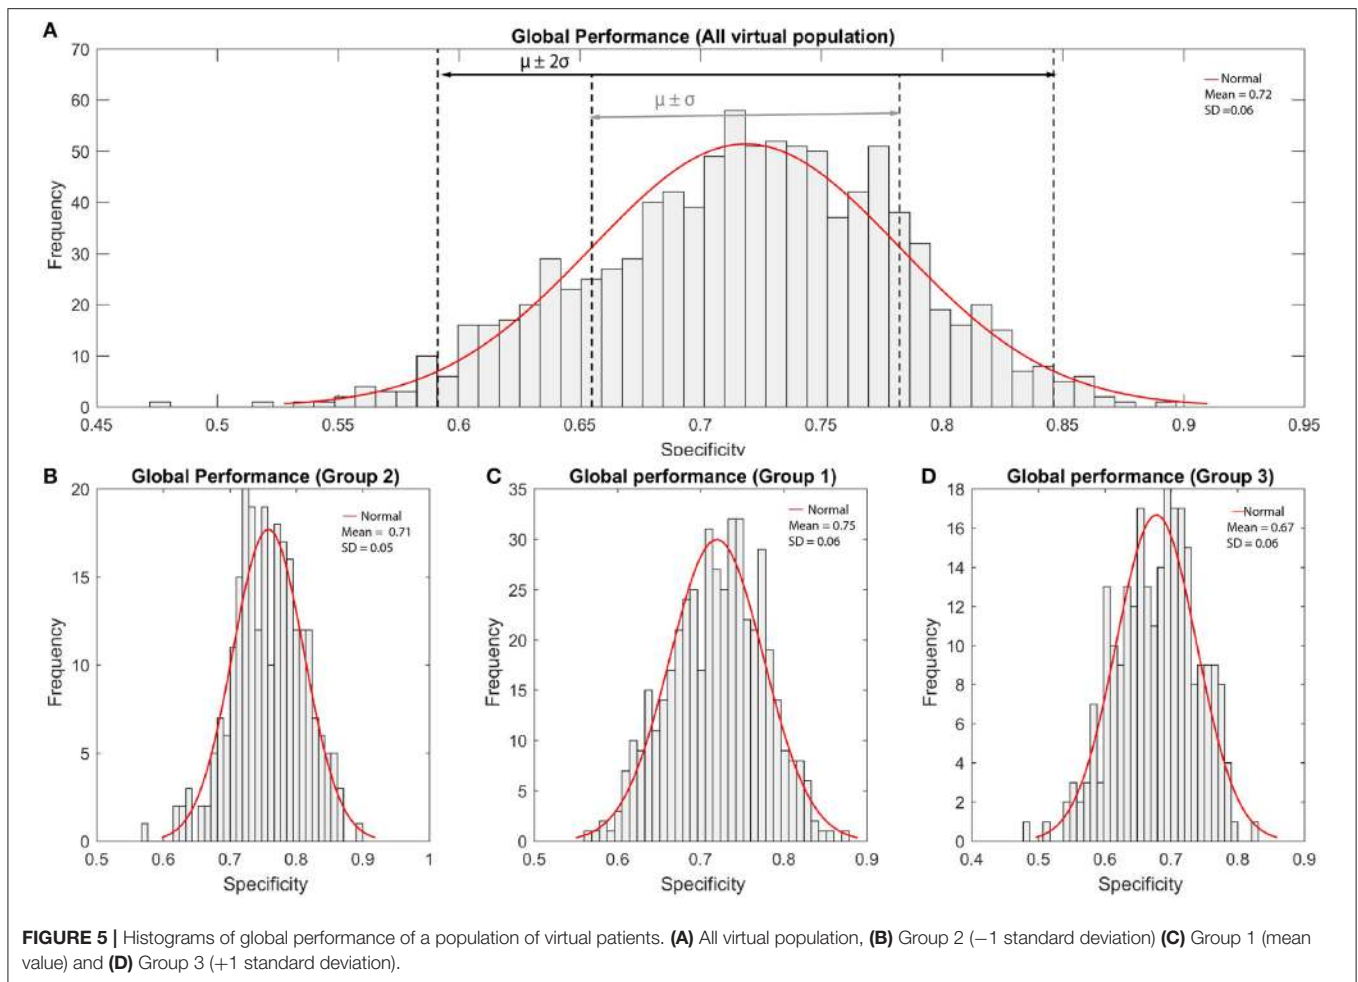 A
Global Performance (All virtual population)
70
60
50
40
30
20
10
0
Frequency
μ ± 2σ
μ ± σ
Normal
Mean = 0.72
SD =0.06
0.45 0.5 0.55 0.6 0.65 0.7 0.75 0.8 0.85 0.9 0.95
Specificity
B
Global Performance (Group 2)
20
15
10
5
0
Frequency
Normal
Mean = 0.71
SD = 0.05
0.5 0.6 0.7 0.8 0.9 1
Specificity
C
Global performance (Group 1)
35
30
25
20
15
10
5
0
Frequency
Normal
Mean = 0.75
SD = 0.06
0.5 0.6 0.7 0.8 0.9
Specificity
D
Global performance (Group 3)
18
16
14
12
10
8
6
4
2
0
Frequency
Normal
Mean = 0.67
SD = 0.06
0.4 0.5 0.6 0.7 0.8 0.9
Specificity
FIGURE 5 | Histograms of global performance of a population of virtual patients. (A) All virtual population, (B) Group 2 (−1 standard deviation) (C) Group 1 (mean
value) and (D) Group 3 (+1 standard deviation).